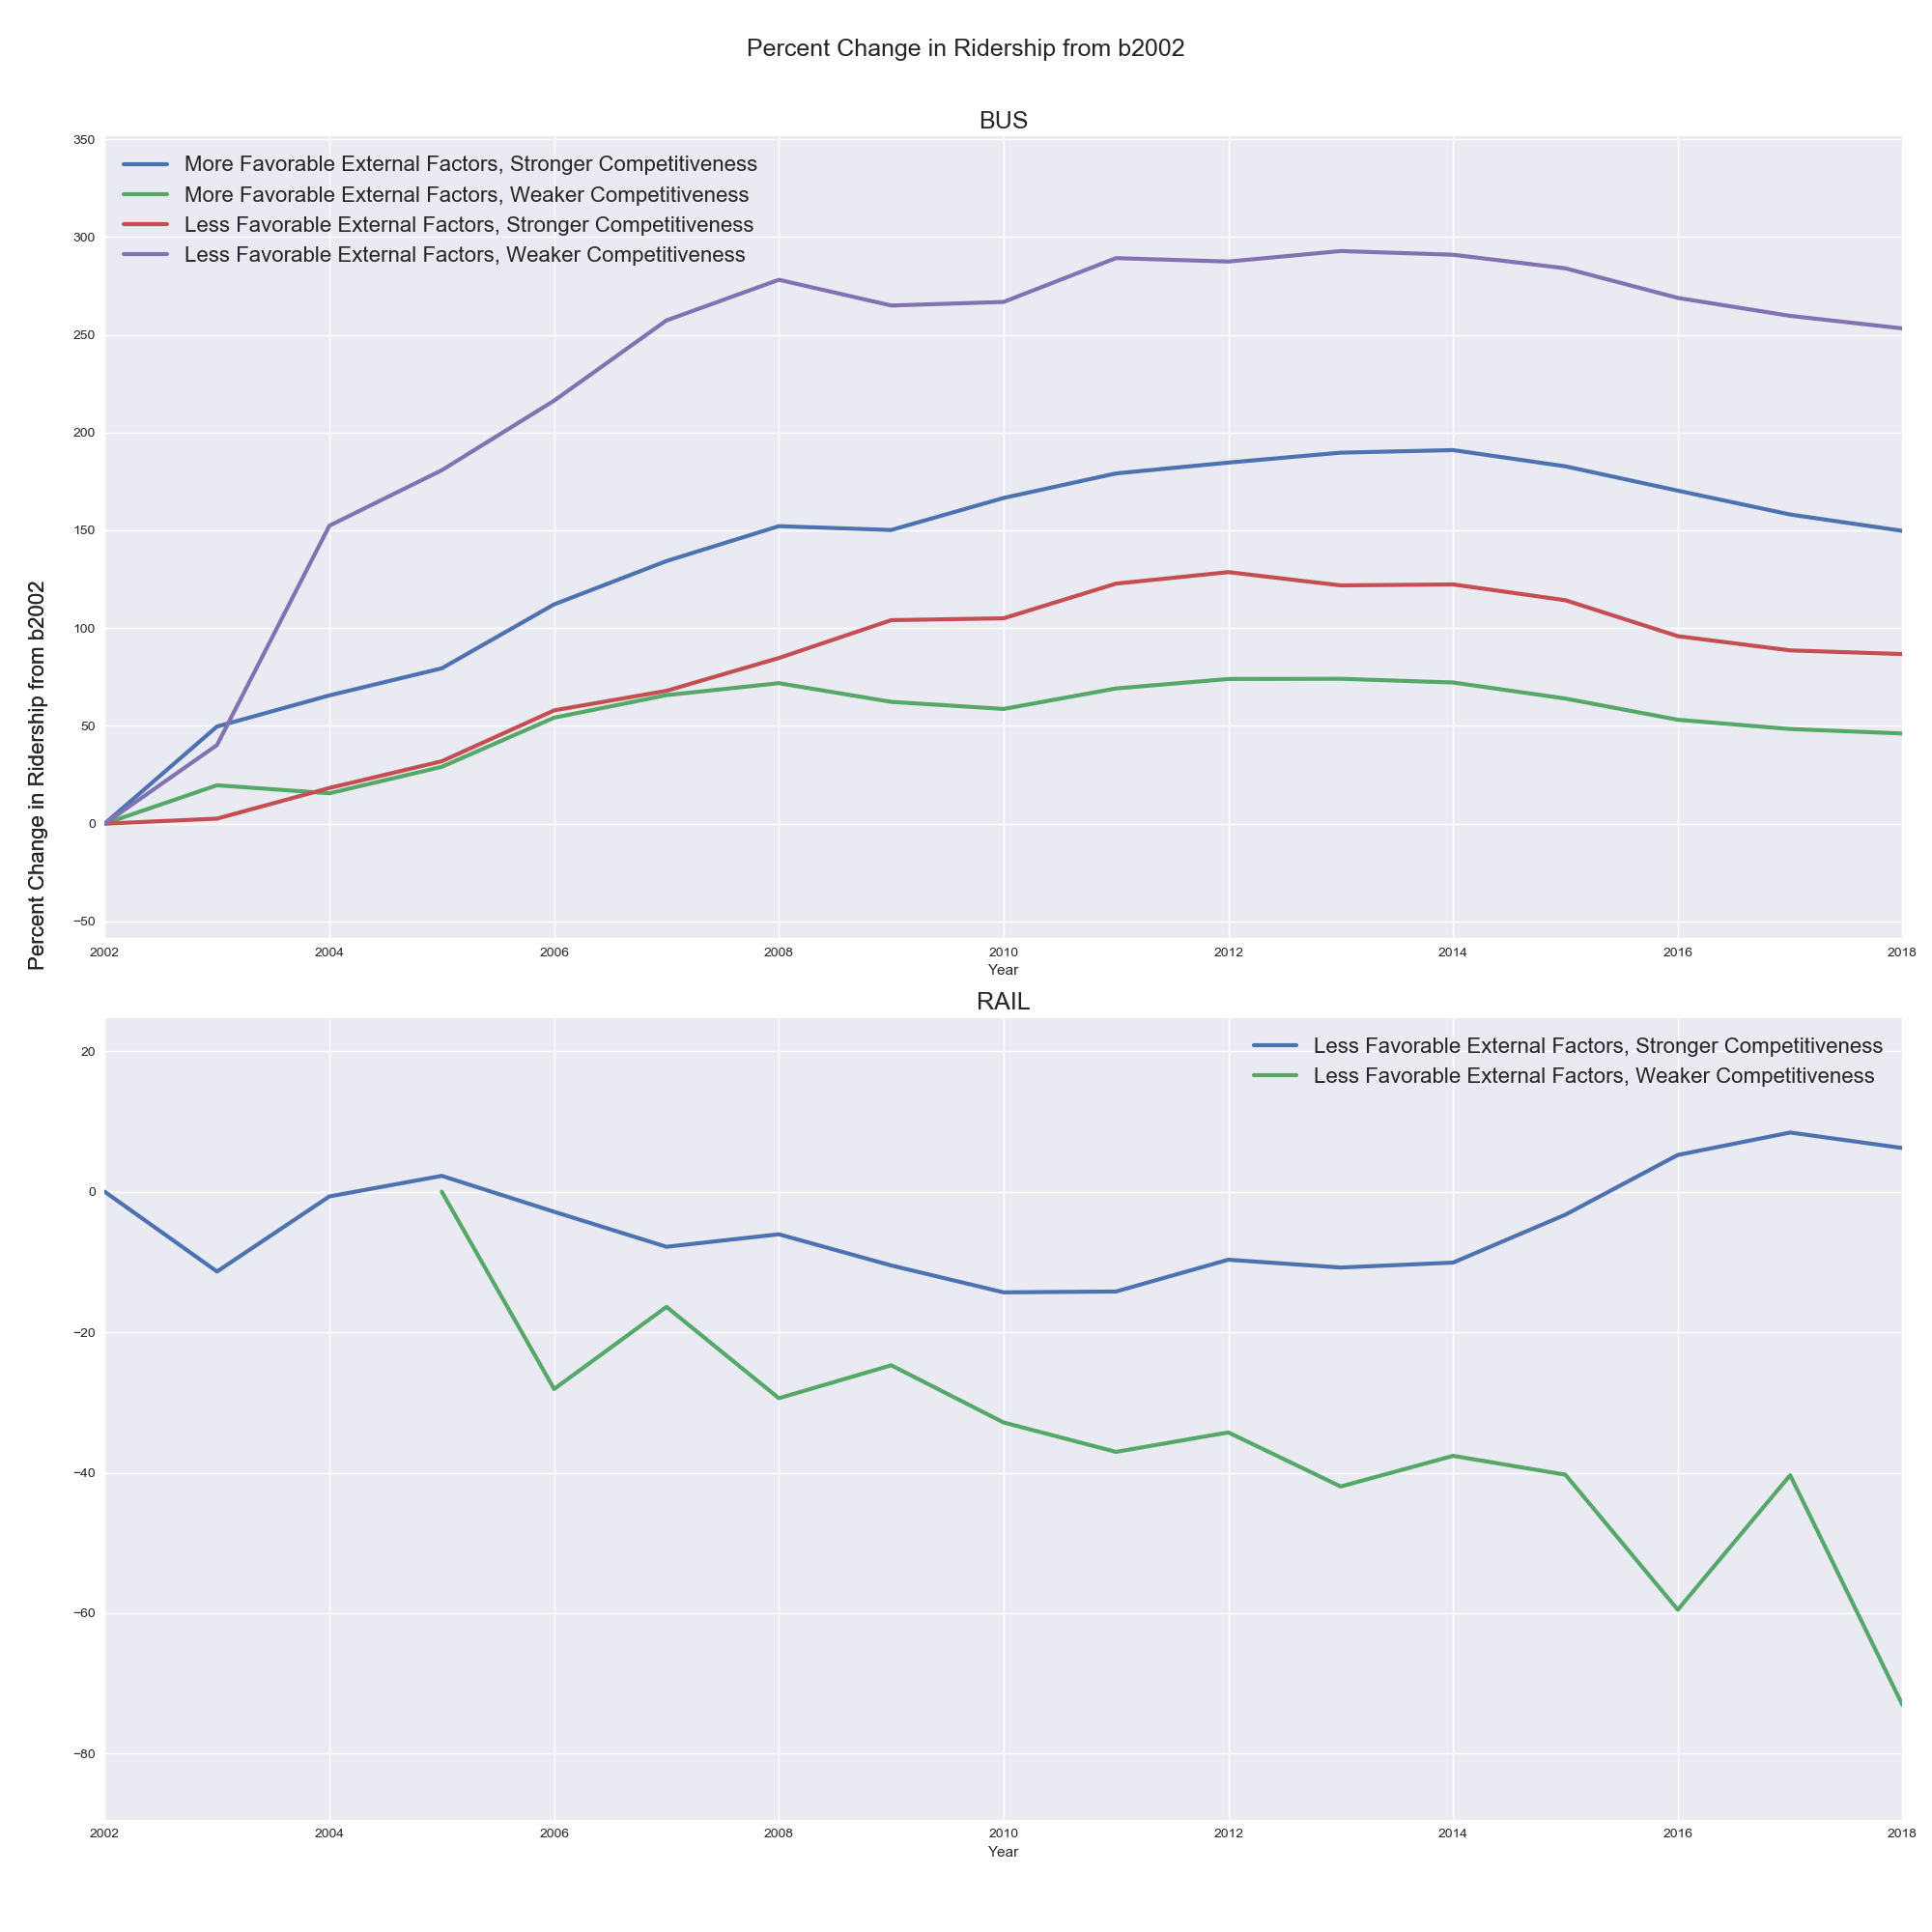 Percent Change in Ridership from b2002
BUS
More Favorable External Factors, Stronger Competitiveness
More Favorable External Factors, Weaker Competitiveness
Less Favorable External Factors, Stronger Competitiveness
Less Favorable External Factors, Weaker Competitiveness
350
300
250
200
150
100
50
0
−50
Percent Change in Ridership from b2002
2002 2004 2006 2008 2010 2012 2014 2016 2018
Year
RAIL
Less Favorable External Factors, Stronger Competitiveness
Less Favorable External Factors, Weaker Competitiveness
20
0
−20
−40
−60
−80
2002 2004 2006 2008 2010 2012 2014 2016 2018
Year